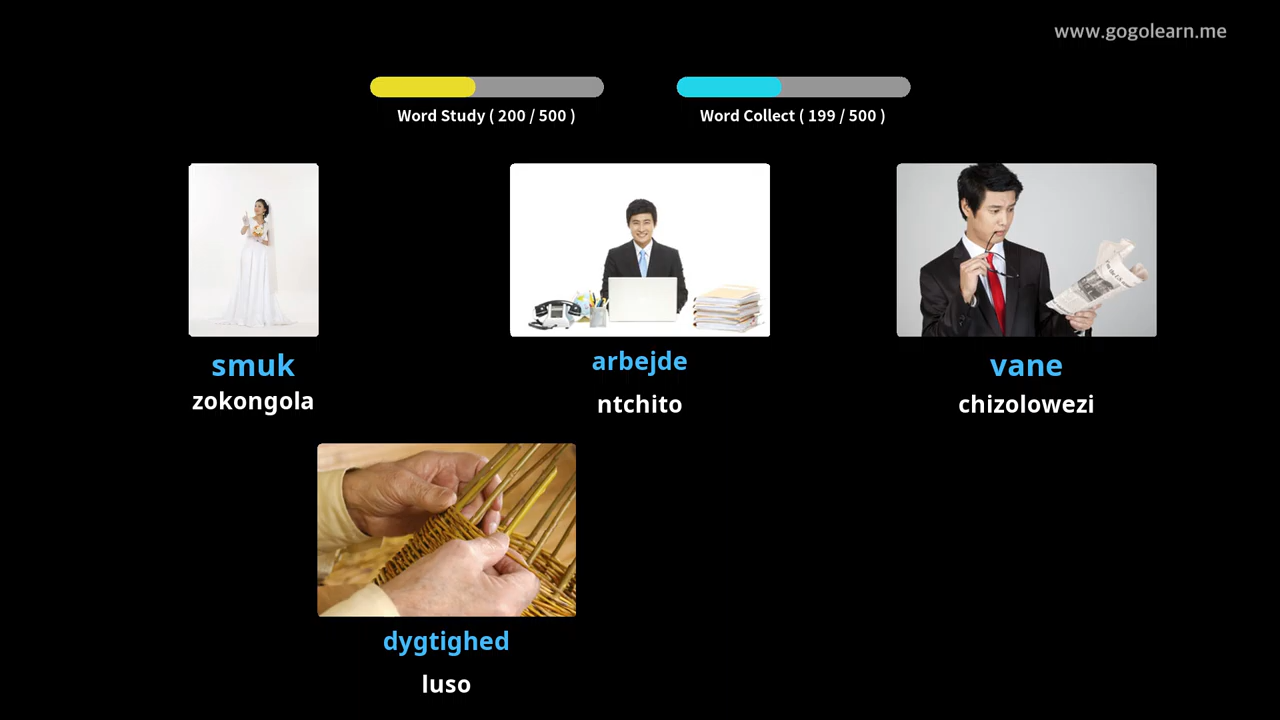 www.gogolearn.me
Word Study ( 200 / 500 )
Word Collect ( 199 / 500 )
smuk
zokongola
arbejde
ntchito
vane
chizolowezi
dygtighed
luso